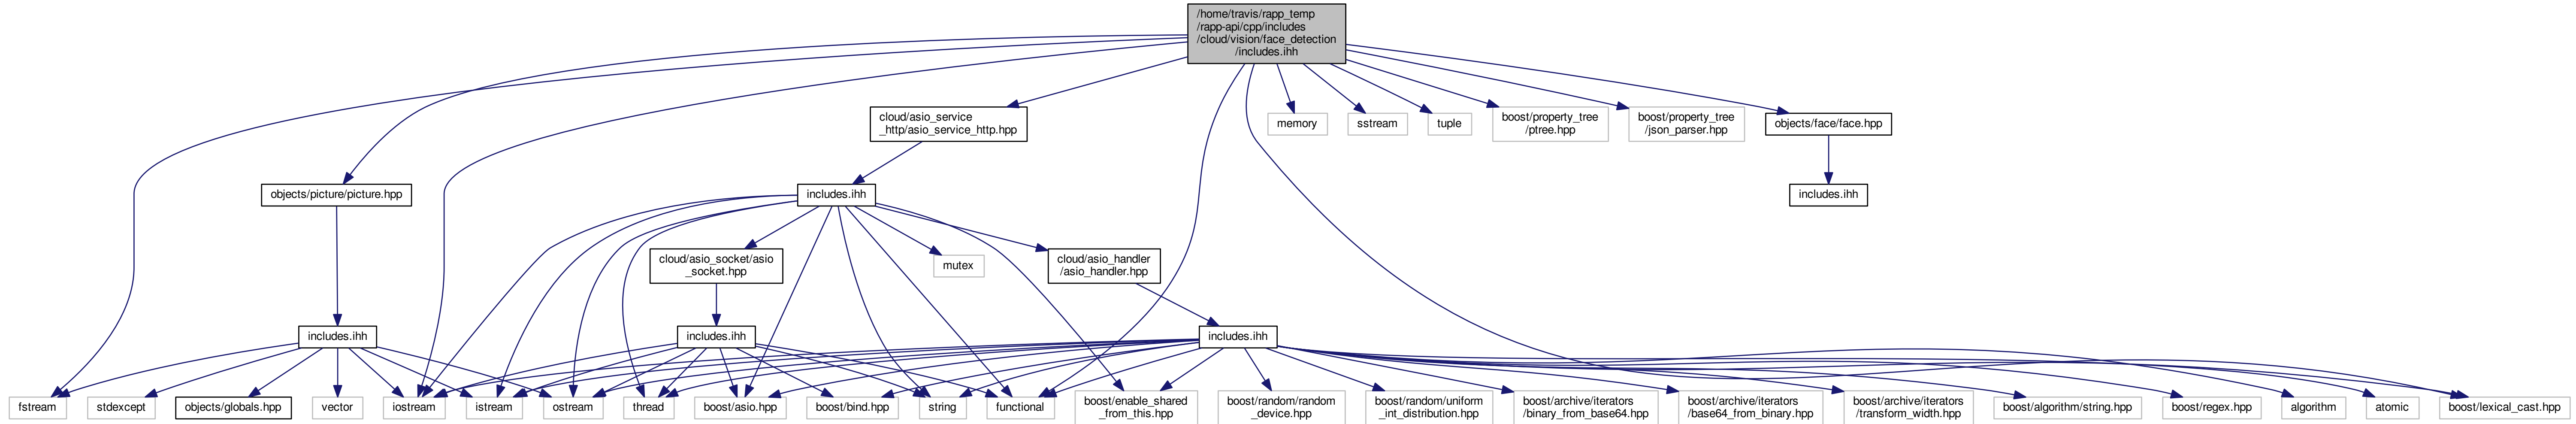 /home/travis/rapp_temp
/rapp-api/cpp/includes
/cloud/vision/face_detection
/includes.ihh
cloud/asio_service
_http/asio_service_http.hpp
memory
sstream
tuple
boost/property_tree
/ptree.hpp
boost/property_tree
/json_parser.hpp
objects/face/face.hpp
objects/picture/picture.hpp
includes.ihh
includes.ihh
cloud/asio_socket/asio
_socket.hpp
mutex
cloud/asio_handler
/asio_handler.hpp
includes.ihh
includes.ihh
includes.ihh
fstream
stdexcept
objects/globals.hpp
vector
iostream
istream
ostream
thread
boost/asio.hpp
boost/bind.hpp
string
functional
boost/enable_shared
_from_this.hpp
boost/random/random
_device.hpp
boost/random/uniform
_int_distribution.hpp
boost/archive/iterators
/binary_from_base64.hpp
boost/archive/iterators
/base64_from_binary.hpp
boost/archive/iterators
/transform_width.hpp
boost/algorithm/string.hpp
boost/regex.hpp
algorithm
atomic
boost/lexical_cast.hpp